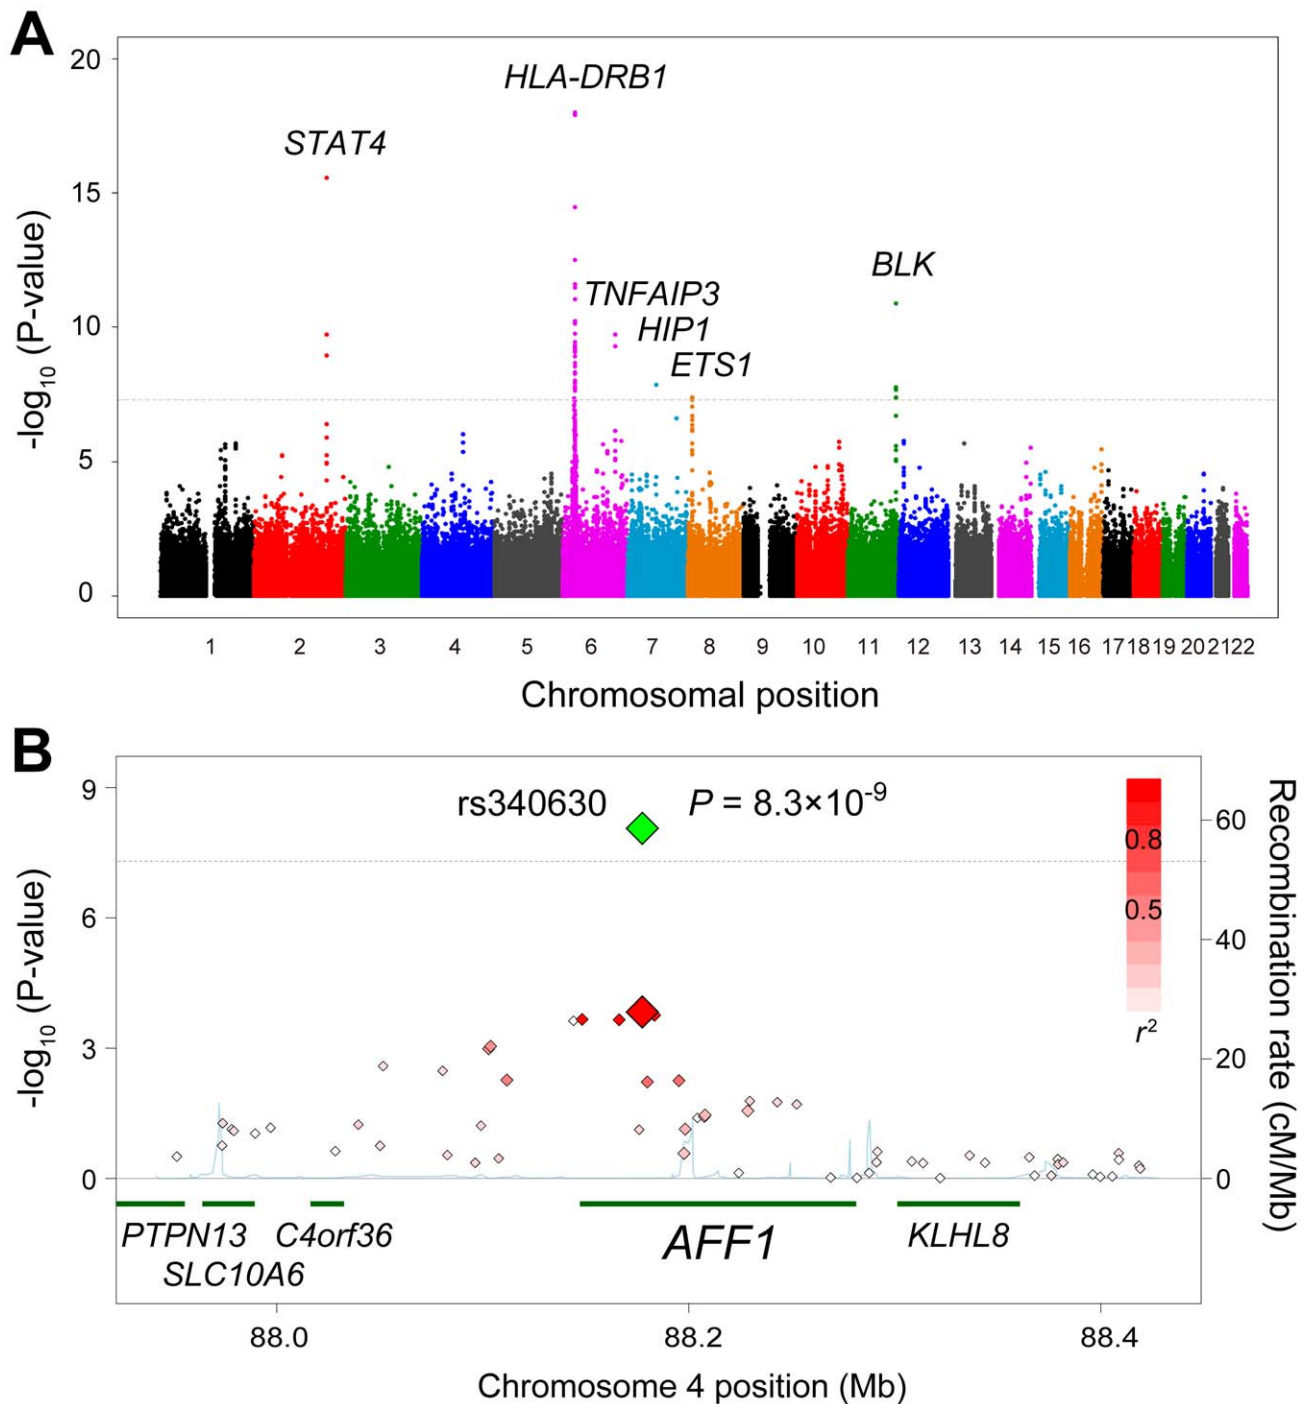 A
20
HLA-DRB1
STAT4
15
BLK
TNFAIP3
10
HIP1
ETS1
5
0
-log10 (P-value)
1 2 3 4 5 6 7 8 9 10 11 12 13 14 15 16 17 18 19 20 21 22
Chromosomal position
B
9
rs340630 P = 8.3×10-9
60
0.8
6
0.5
40
r2
3
20
0
0
-log10 (P-value)
Recombination rate (cM/Mb)
PTPN13 C4orf36 AFF1 KLHL8
SLC10A6
88.0 88.2 88.4
Chromosome 4 position (Mb)